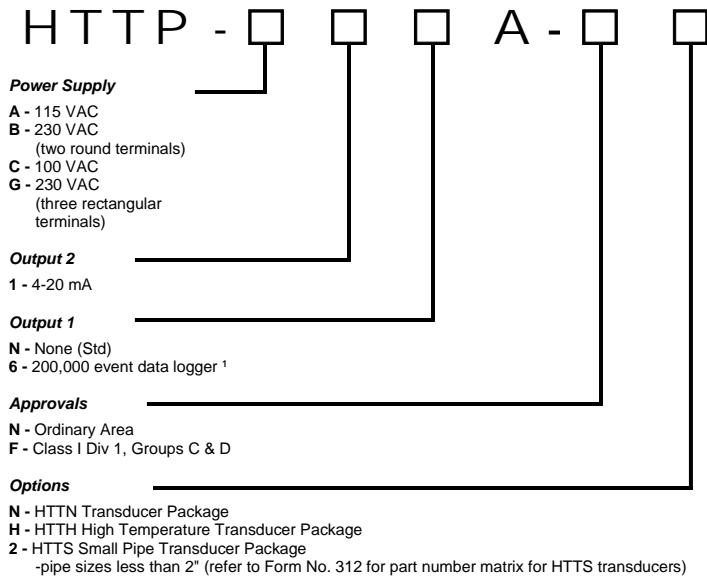 HTTP - □ □ □ A - □ □
Power Supply
A - 115 VAC
B - 230 VAC
(two round terminals)
C - 100 VAC
G - 230 VAC
(three rectangular
terminals)
Output 2
1 - 4-20 mA
Output 1
N - None (Std)
6 - 200,000 event data logger ¹
Approvals
N - Ordinary Area
F - Class I Div 1, Groups C & D
Options
N - HTTN Transducer Package
H - HTTH High Temperature Transducer Package
2 - HTTS Small Pipe Transducer Package
-pipe sizes less than 2" (refer to Form No. 312 for part number matrix for HTTS transducers)